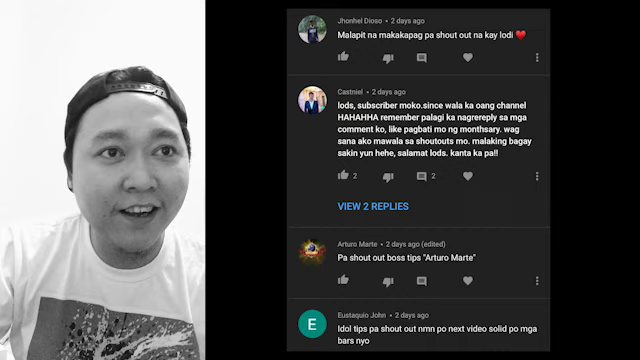 Jhonhel Dioso • 2 days ago
Malapit na makakapag pa shout out na kay lodi ❤️
Castniel • 2 days ago
lods, subscriber moko.since wala ka oang channel
HAHAHHA remember palagi ka nagrereply sa mga
comment ko, like pagbati mo ng monthsary. wag
sana ako mawala sa shoutouts mo. malaking bagay
sakin yun hehe, salamat lods. kanta ka pa!!
2
2
VIEW 2 REPLIES
Arturo Marte • 2 days ago (edited)
Pa shout out boss tips "Arturo Marte"
E
Eustaquio John • 2 days ago
Idol tips pa shout out nmn po next video solid po mga
bars nyo